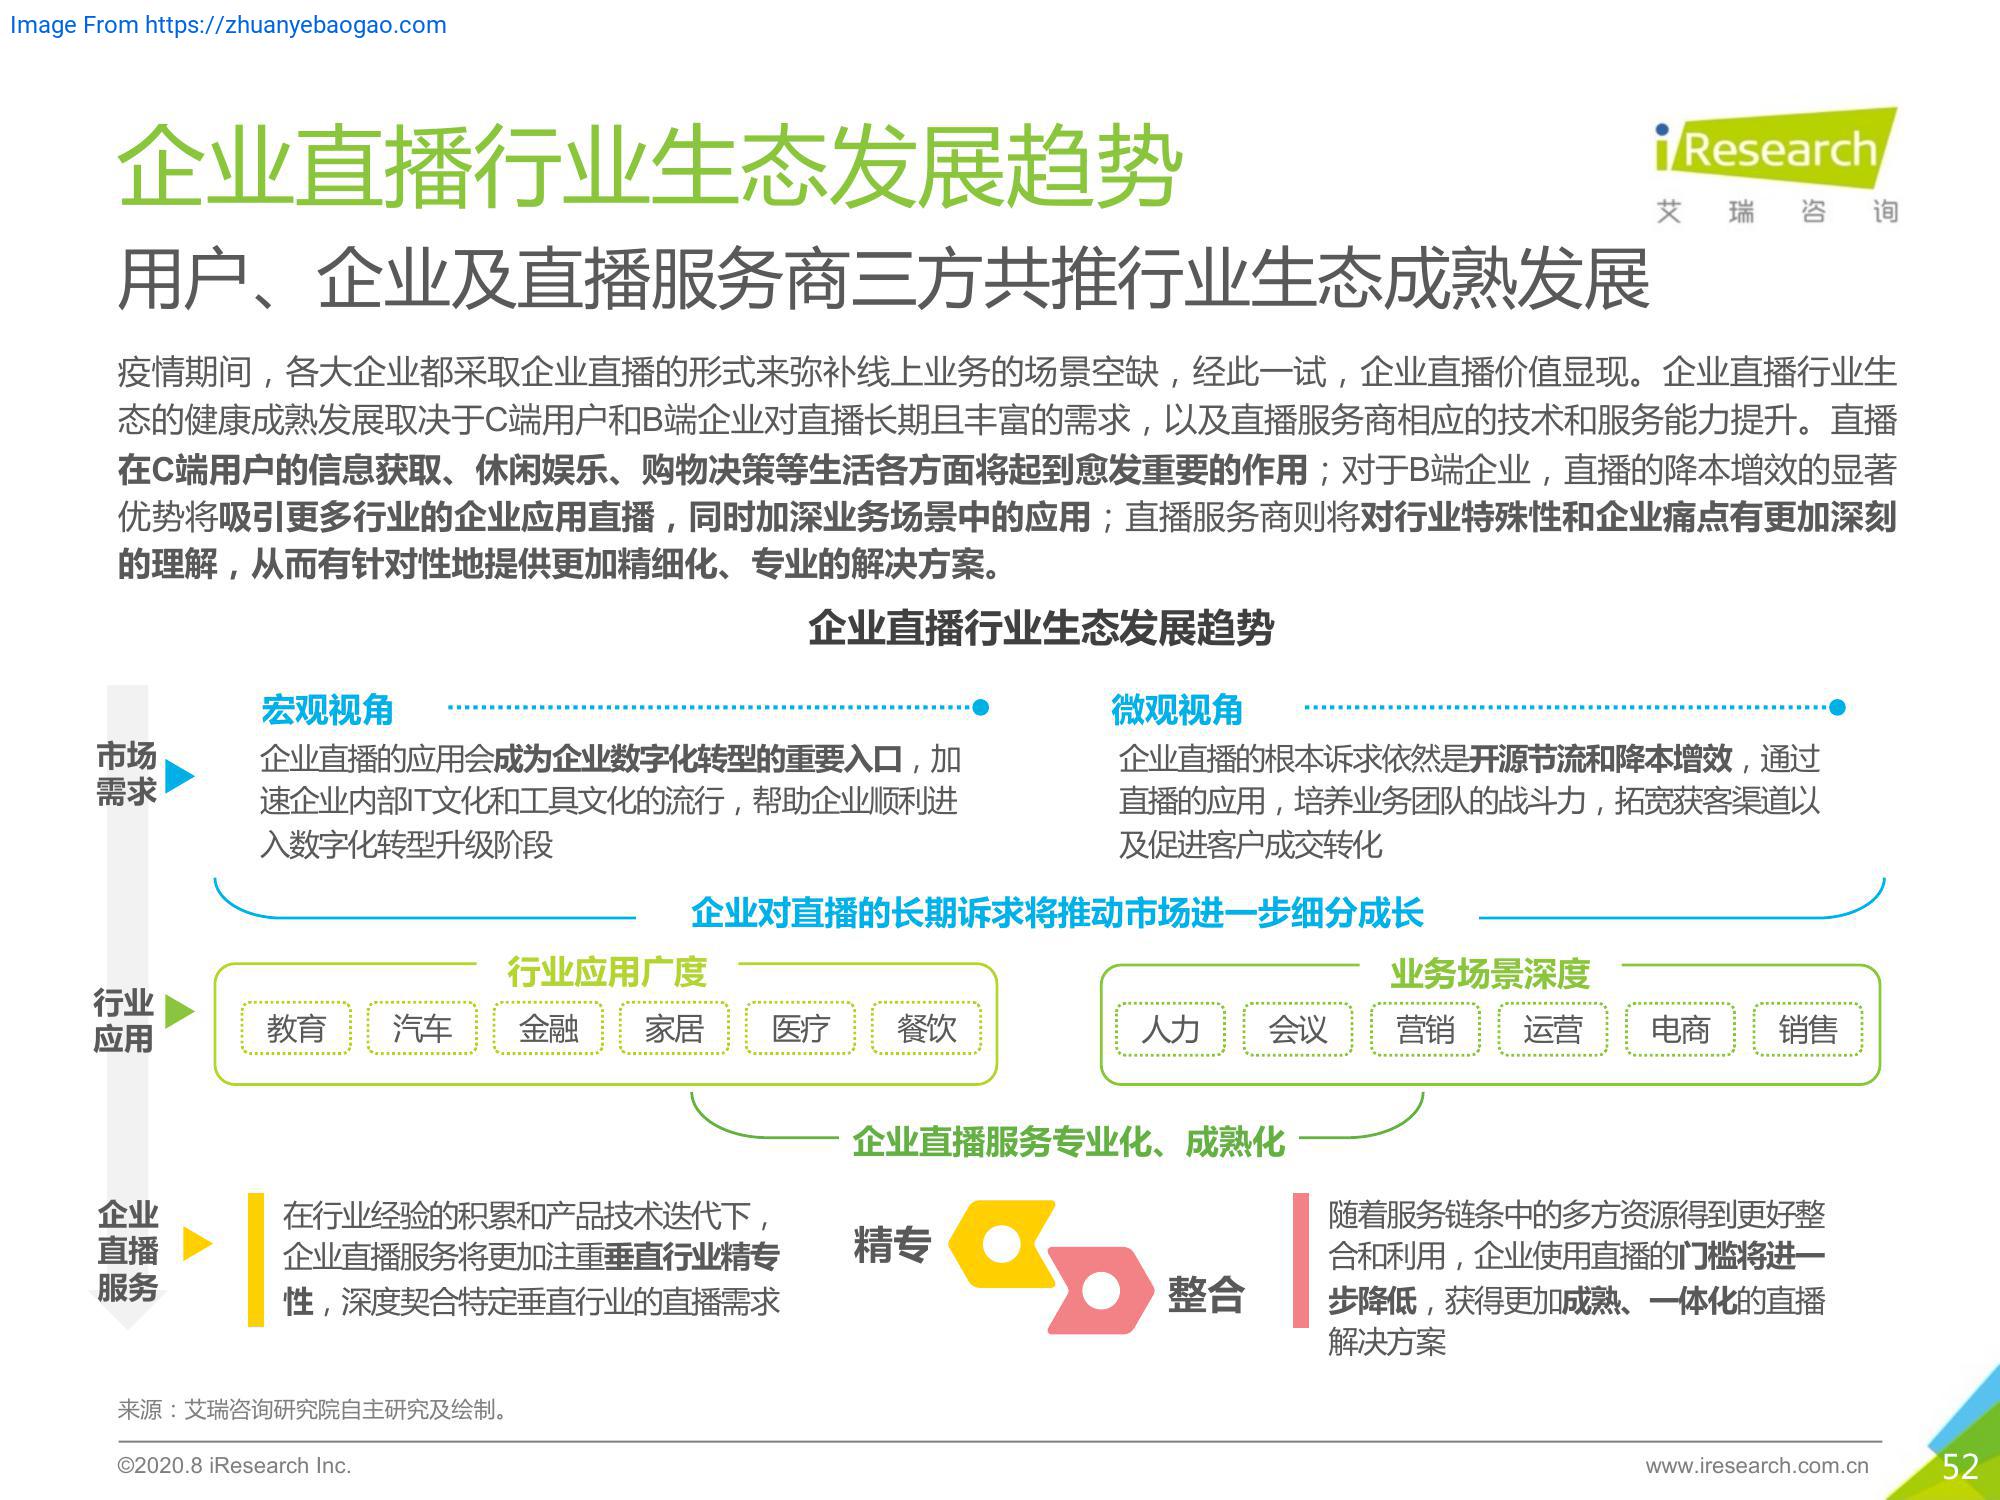 Image From https://zhuanyebaogao.com
企业直播行业生态发展趋势
iResearch
艾瑞咨询
用户、企业及直播服务商三方共推行业生态成熟发展
疫情期间，各大企业都采取企业直播的形式来弥补线上业务的场景空缺，经此一试，企业直播价值显现。企业直播行业生
态的健康成熟发展取决于C端用户和B端企业对直播长期且丰富的需求，以及直播服务商相应的技术和服务能力提升。直播
在C端用户的信息获取、休闲娱乐、购物决策等生活各方面将起到愈发重要的作用；对于B端企业，直播的降本增效的显著
优势将吸引更多行业的企业应用直播，同时加深业务场景中的应用；直播服务商则将对行业特殊性和企业痛点有更加深刻
的理解，从而有针对性地提供更加精细化、专业的解决方案。
企业直播行业生态发展趋势
市场
需求
宏观视角
企业直播的应用会成为企业数字化转型的重要入口，加
速企业内部IT文化和工具文化的流行，帮助企业顺利进
入数字化转型升级阶段
微观视角
企业直播的根本诉求依然是开源节流和降本增效，通过
直播的应用，培养业务团队的战斗力，拓宽获客渠道以
及促进客户成交转化
企业对直播的长期诉求将推动市场进一步细分成长
行业
应用
行业应用广度
教育 汽车 金融 家居 医疗 餐饮
业务场景深度
人力 会议 营销 运营 电商 销售
企业直播服务专业化、成熟化
企业
直播
服务
在行业经验的积累和产品技术迭代下，
企业直播服务将更加注重垂直行业精专
性，深度契合特定垂直行业的直播需求
精专
整合
随着服务链条中的多方资源得到更好整
合和利用，企业使用直播的门槛将进一
步降低，获得更加成熟、一体化的直播
解决方案
来源：艾瑞咨询研究院自主研究及绘制。
©2020.8 iResearch Inc.
www.iresearch.com.cn
52